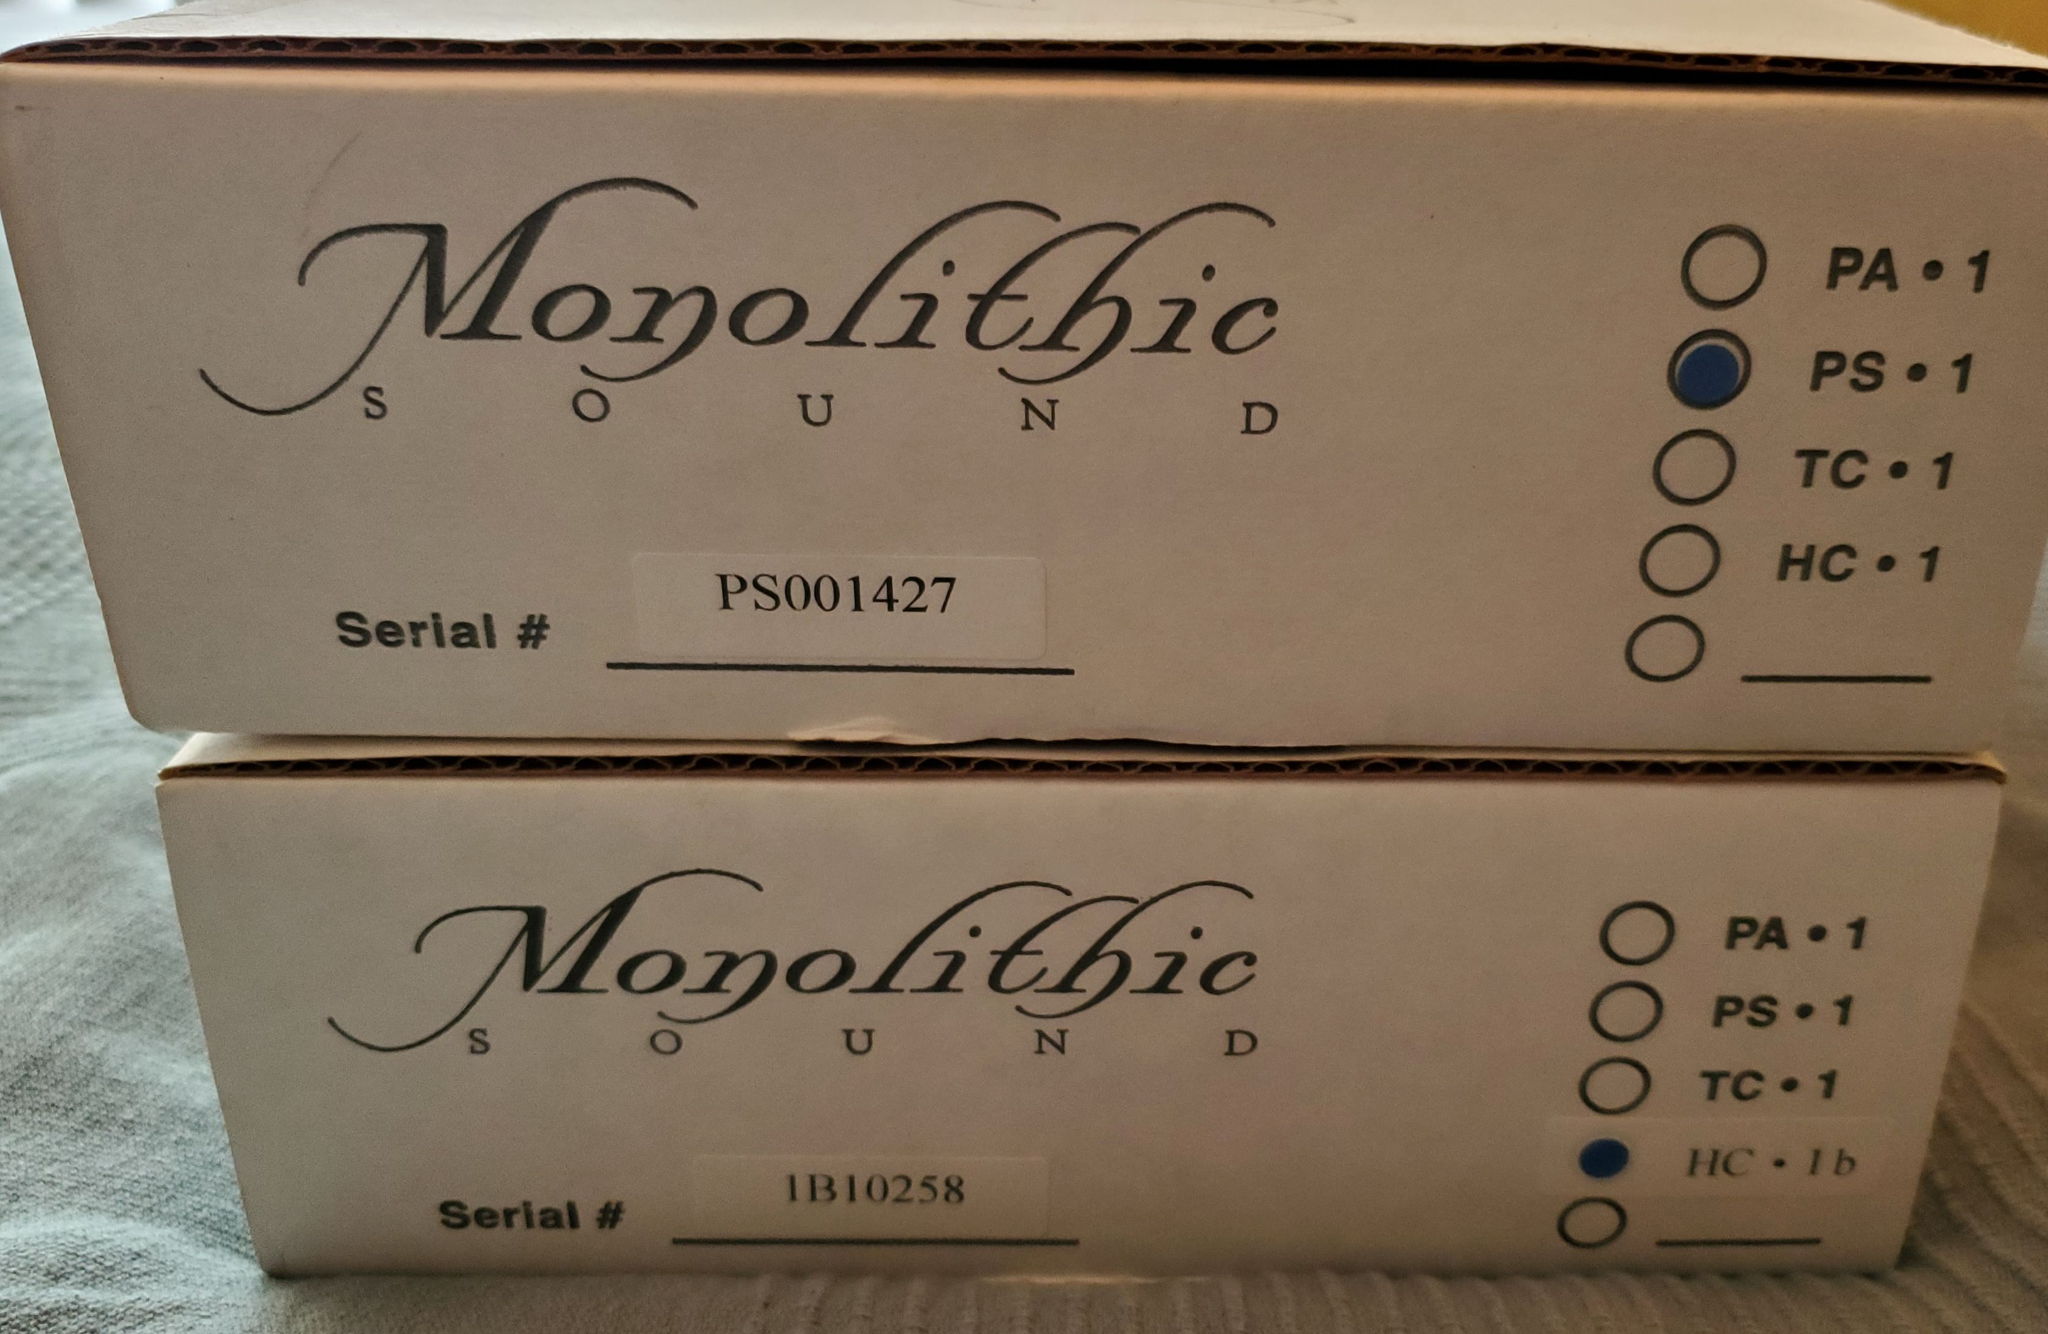 Monolithic
SOUND
Serial # PS001427
PA • 1
PS • 1
TC • 1
HC • 1
Monolithic
SOUND
Serial # 1B10258
PA • 1
PS • 1
TC • 1
HC • 1b